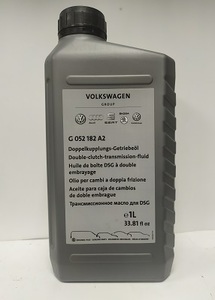 VOLKSWAGEN
GROUP
G 052 182 A2
Doppelkupplungs-Getriebeöl
Double-clutch-transmission-fluid
Huile de boîte DSG à double
embrayage
Olio per cambi a doppia frizione
Aceite para caja de cambios
de doble embrague
Трансмиссионное масло для DSG
1L
33.81 fl oz